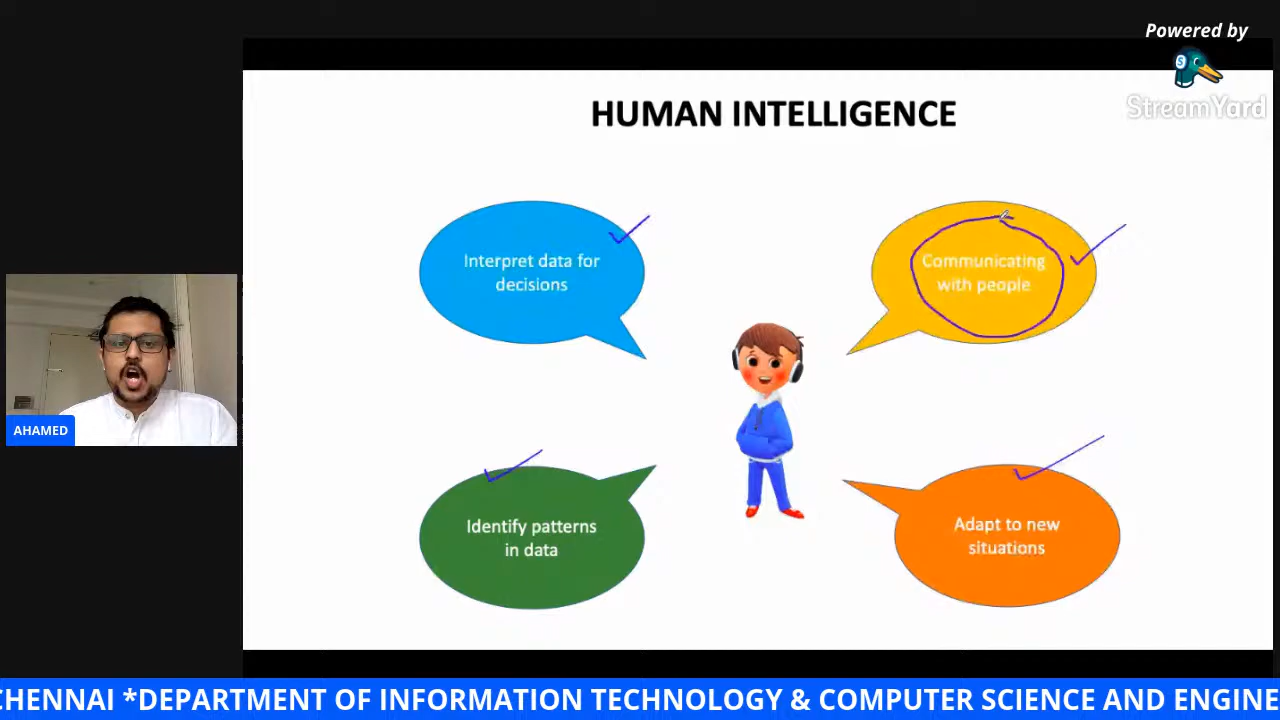 Powered by
StreamYard
HUMAN INTELLIGENCE
Interpret data for
decisions
Communicating
with people
AHAMED
Identify patterns
in data
Adapt to new
situations
CHENNAI *DEPARTMENT OF INFORMATION TECHNOLOGY & COMPUTER SCIENCE AND ENGINE